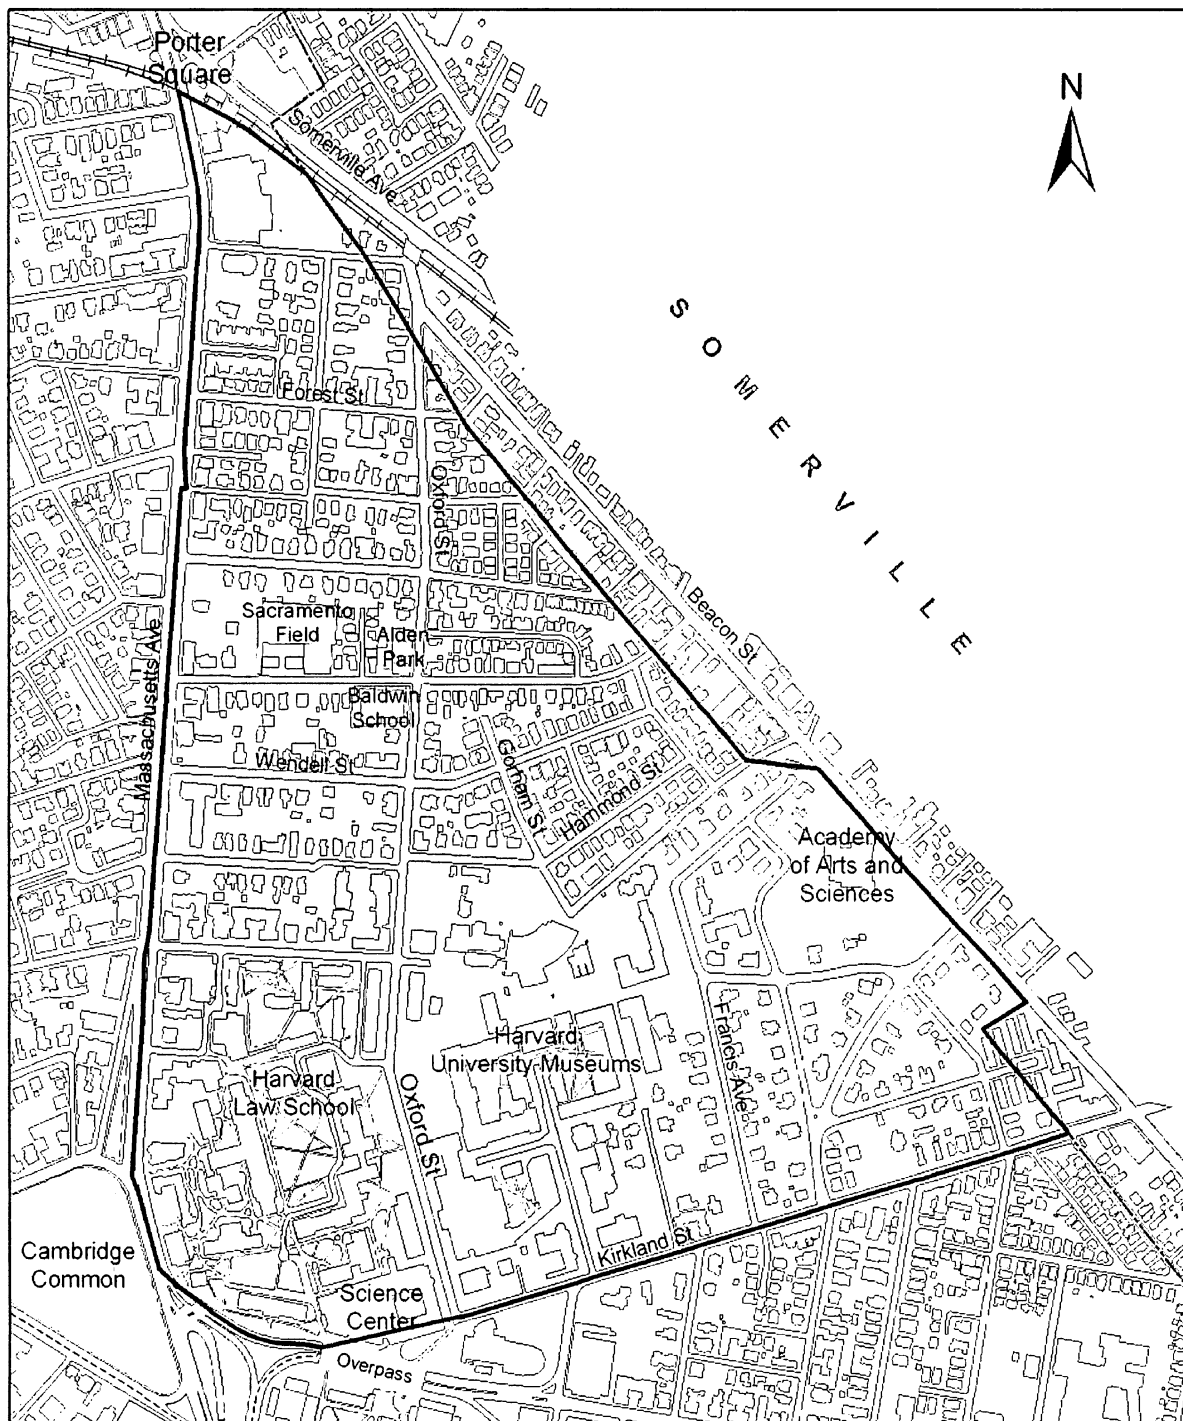 Porter
Square
N
Somerville Ave
SOMERVILLE
Forest St
Oxford St
Sacramento
Field
Alden
Park
Beacon St
Massachusetts Ave
Baldwin
School
Wendell St
Gorham St
Hammond St
Academy
of Arts and
Sciences
Harvard
University Museums
Francis Ave
Harvard
Law School
Oxford St
Cambridge
Common
Kirkland St
Science
Center
Overpass